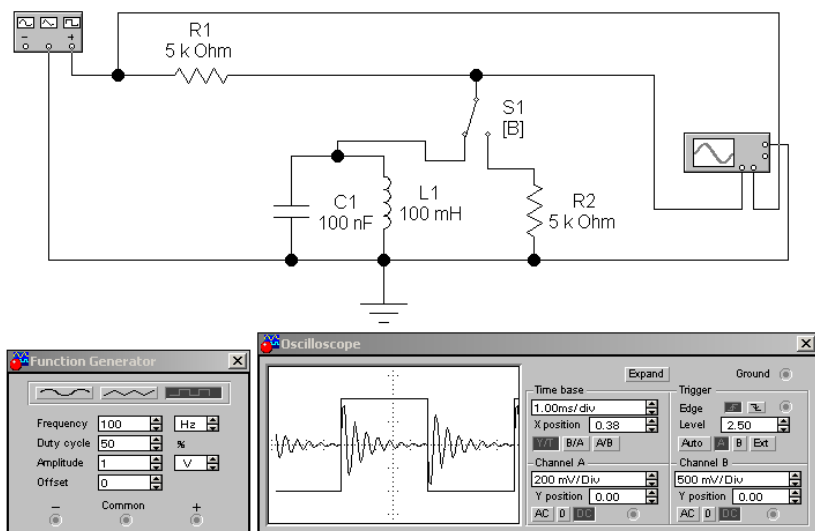 R1
5 k Ohm
S1
[B]
C1
100 nF
L1
100 mH
R2
5 k Ohm
Function Generator
Frequency 100 Hz
Duty cycle 50 %
Amplitude 1 V
Offset 0
− Common +
Oscilloscope
Expand Ground
Time base
1.00ms/div
X position 0.38
Y/T B/A A/B
Trigger
Edge
Level 2.50
Auto A B Ext
Channel A
200 mV/Div
Y position 0.00
AC 0 DC
Channel B
500 mV/Div
Y position 0.00
AC 0 DC